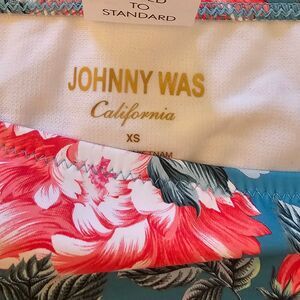 TO
STANDARD
JOHNNY WAS
California
XS